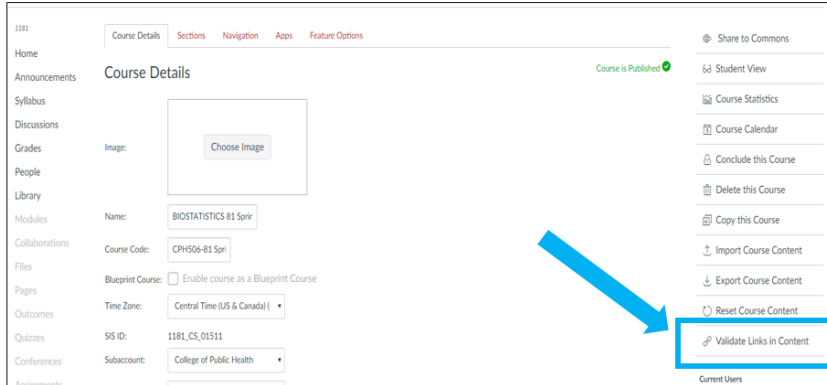 1181
Home
Announcements
Syllabus
Discussions
Grades
People
Library
Modules
Collaborations
Files
Pages
Outcomes
Quizzes
Conferences
Assignments
Course Details
Sections
Navigation
Apps
Feature Options
Course Details
Course is Published
Image:
Choose Image
Name:
BIOSTATISTICS 81 Sprin
Course Code:
CPH506-81 Spri
Blueprint Course:
Enable course as a Blueprint Course
Time Zone:
Central Time (US & Canada) (
SIS ID:
1181_CS_01511
Subaccount:
College of Public Health
Share to Commons
Student View
Course Statistics
Course Calendar
Conclude this Course
Delete this Course
Copy this Course
Import Course Content
Export Course Content
Reset Course Content
Validate Links in Content
Current Users